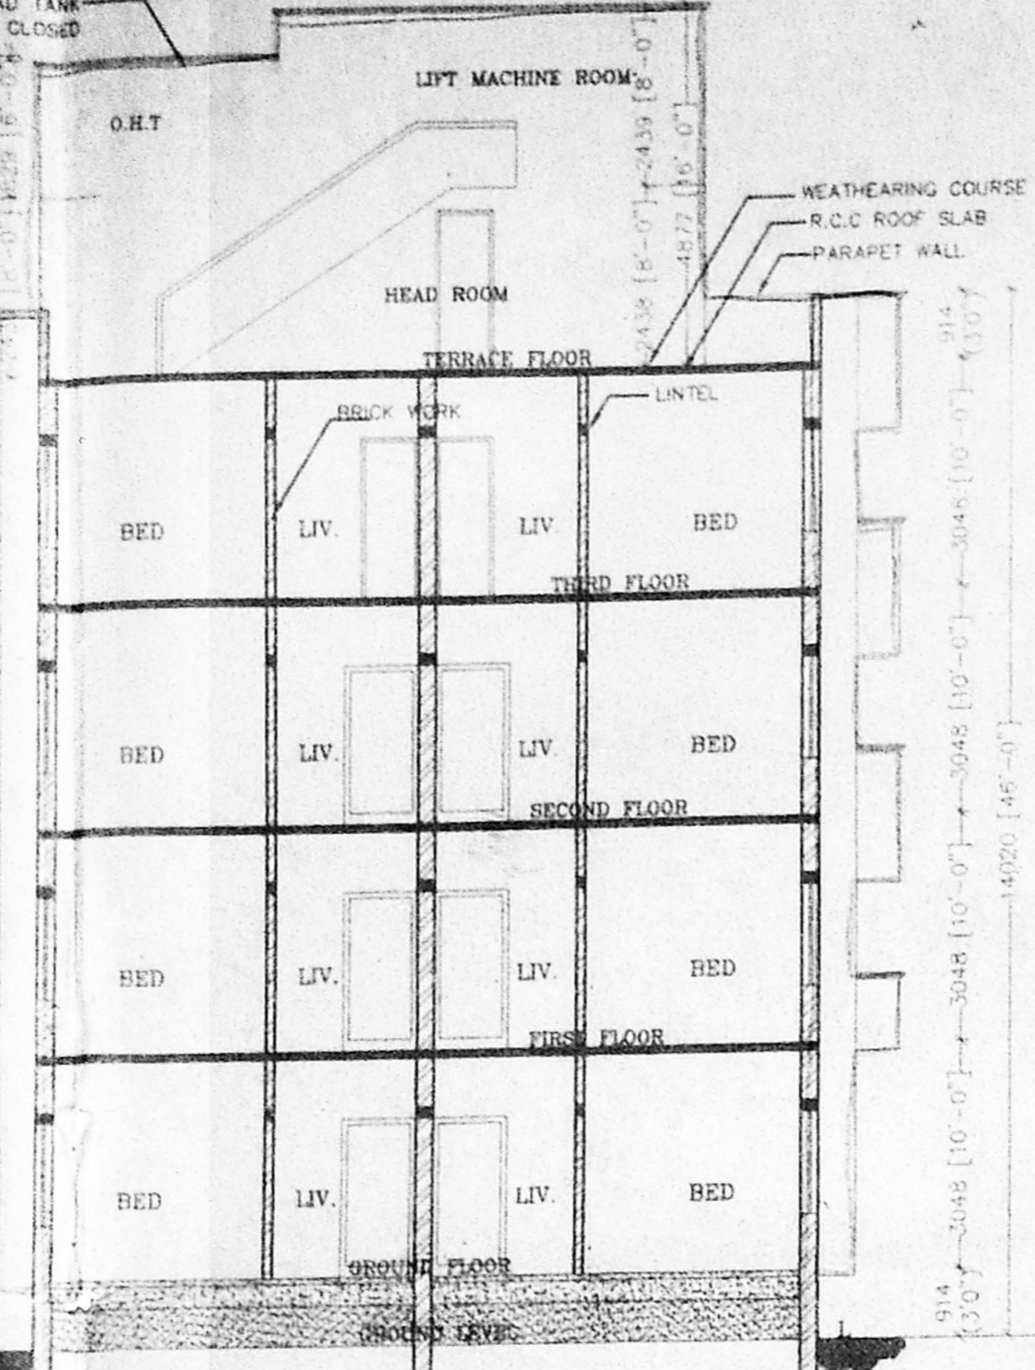 AD TANK
CLOSED
LIFT MACHINE ROOM
O.H.T
2438 [8'-0"] 2439 [8'-0"]
4877 [16'-0"]
WEATHEARING COURSE
R.C.C ROOF SLAB
PARAPET WALL
HEAD ROOM
TERRACE FLOOR
914
[3'0"]
LINTEL
BRICK WORK
BED
LIV.
LIV.
BED
3048 [10'-0"]
THIRD FLOOR
BED
LIV.
LIV.
BED
3048 [10'-0"]
14020 [46'-0"]
SECOND FLOOR
BED
LIV.
LIV.
BED
3048 [10'-0"]
FIRST FLOOR
BED
LIV.
LIV.
BED
3048 [10'-0"]
GROUND FLOOR
914
[3'0"]
GROUND LEVEL